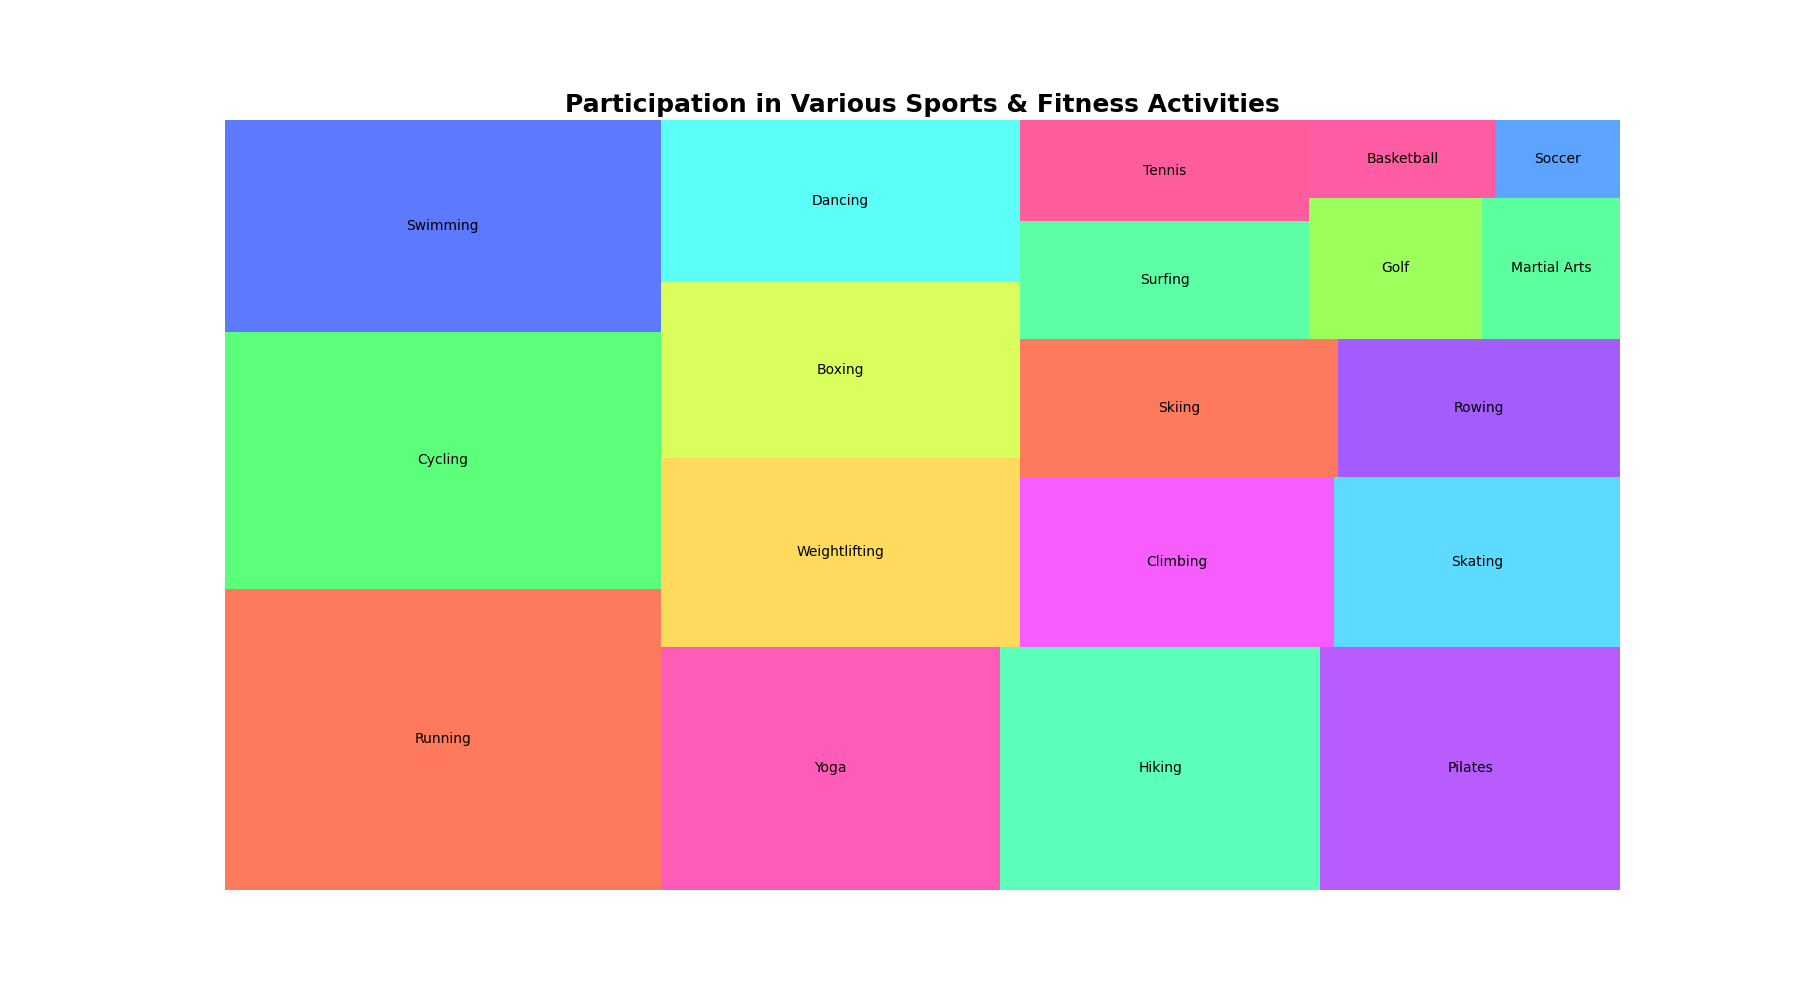 Participation in Various Sports & Fitness Activities
Swimming
Cycling
Running
Dancing
Boxing
Weightlifting
Yoga
Hiking
Pilates
Tennis
Surfing
Basketball
Soccer
Golf
Martial Arts
Skiing
Rowing
Climbing
Skating